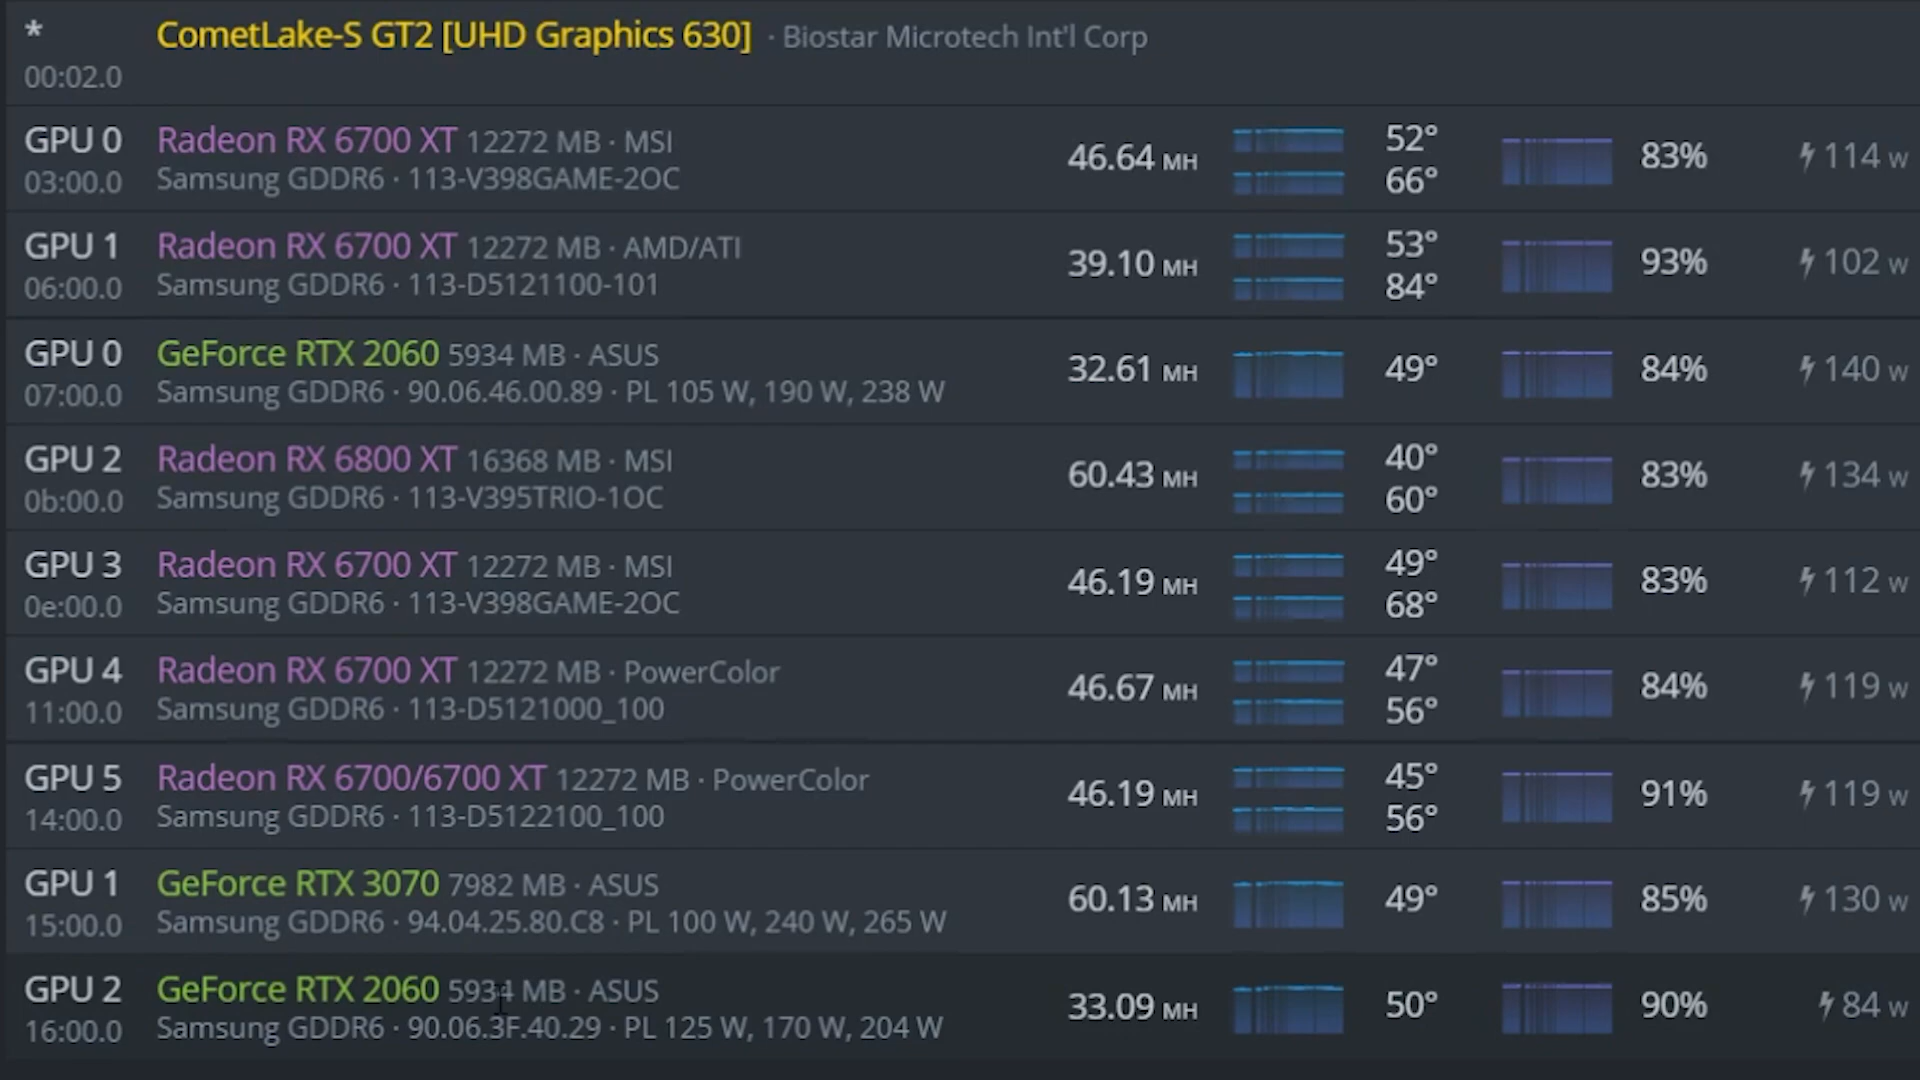 * CometLake-S GT2 [UHD Graphics 630] · Biostar Microtech Int'l Corp
00:02.0
GPU 0 Radeon RX 6700 XT 12272 MB · MSI 46.64 MH 52° 66° 83% 114 W
03:00.0 Samsung GDDR6 · 113-V398GAME-2OC
GPU 1 Radeon RX 6700 XT 12272 MB · AMD/ATI 39.10 MH 53° 84° 93% 102 W
06:00.0 Samsung GDDR6 · 113-D5121100-101
GPU 0 GeForce RTX 2060 5934 MB · ASUS 32.61 MH 49° 84% 140 W
07:00.0 Samsung GDDR6 · 90.06.46.00.89 · PL 105 W, 190 W, 238 W
GPU 2 Radeon RX 6800 XT 16368 MB · MSI 60.43 MH 40° 60° 83% 134 W
0b:00.0 Samsung GDDR6 · 113-V395TRIO-1OC
GPU 3 Radeon RX 6700 XT 12272 MB · MSI 46.19 MH 49° 68° 83% 112 W
0e:00.0 Samsung GDDR6 · 113-V398GAME-2OC
GPU 4 Radeon RX 6700 XT 12272 MB · PowerColor 46.67 MH 47° 56° 84% 119 W
11:00.0 Samsung GDDR6 · 113-D5121000_100
GPU 5 Radeon RX 6700/6700 XT 12272 MB · PowerColor 46.19 MH 45° 56° 91% 119 W
14:00.0 Samsung GDDR6 · 113-D5122100_100
GPU 1 GeForce RTX 3070 7982 MB · ASUS 60.13 MH 49° 85% 130 W
15:00.0 Samsung GDDR6 · 94.04.25.80.C8 · PL 100 W, 240 W, 265 W
GPU 2 GeForce RTX 2060 5934 MB · ASUS 33.09 MH 50° 90% 84 W
16:00.0 Samsung GDDR6 · 90.06.3F.40.29 · PL 125 W, 170 W, 204 W